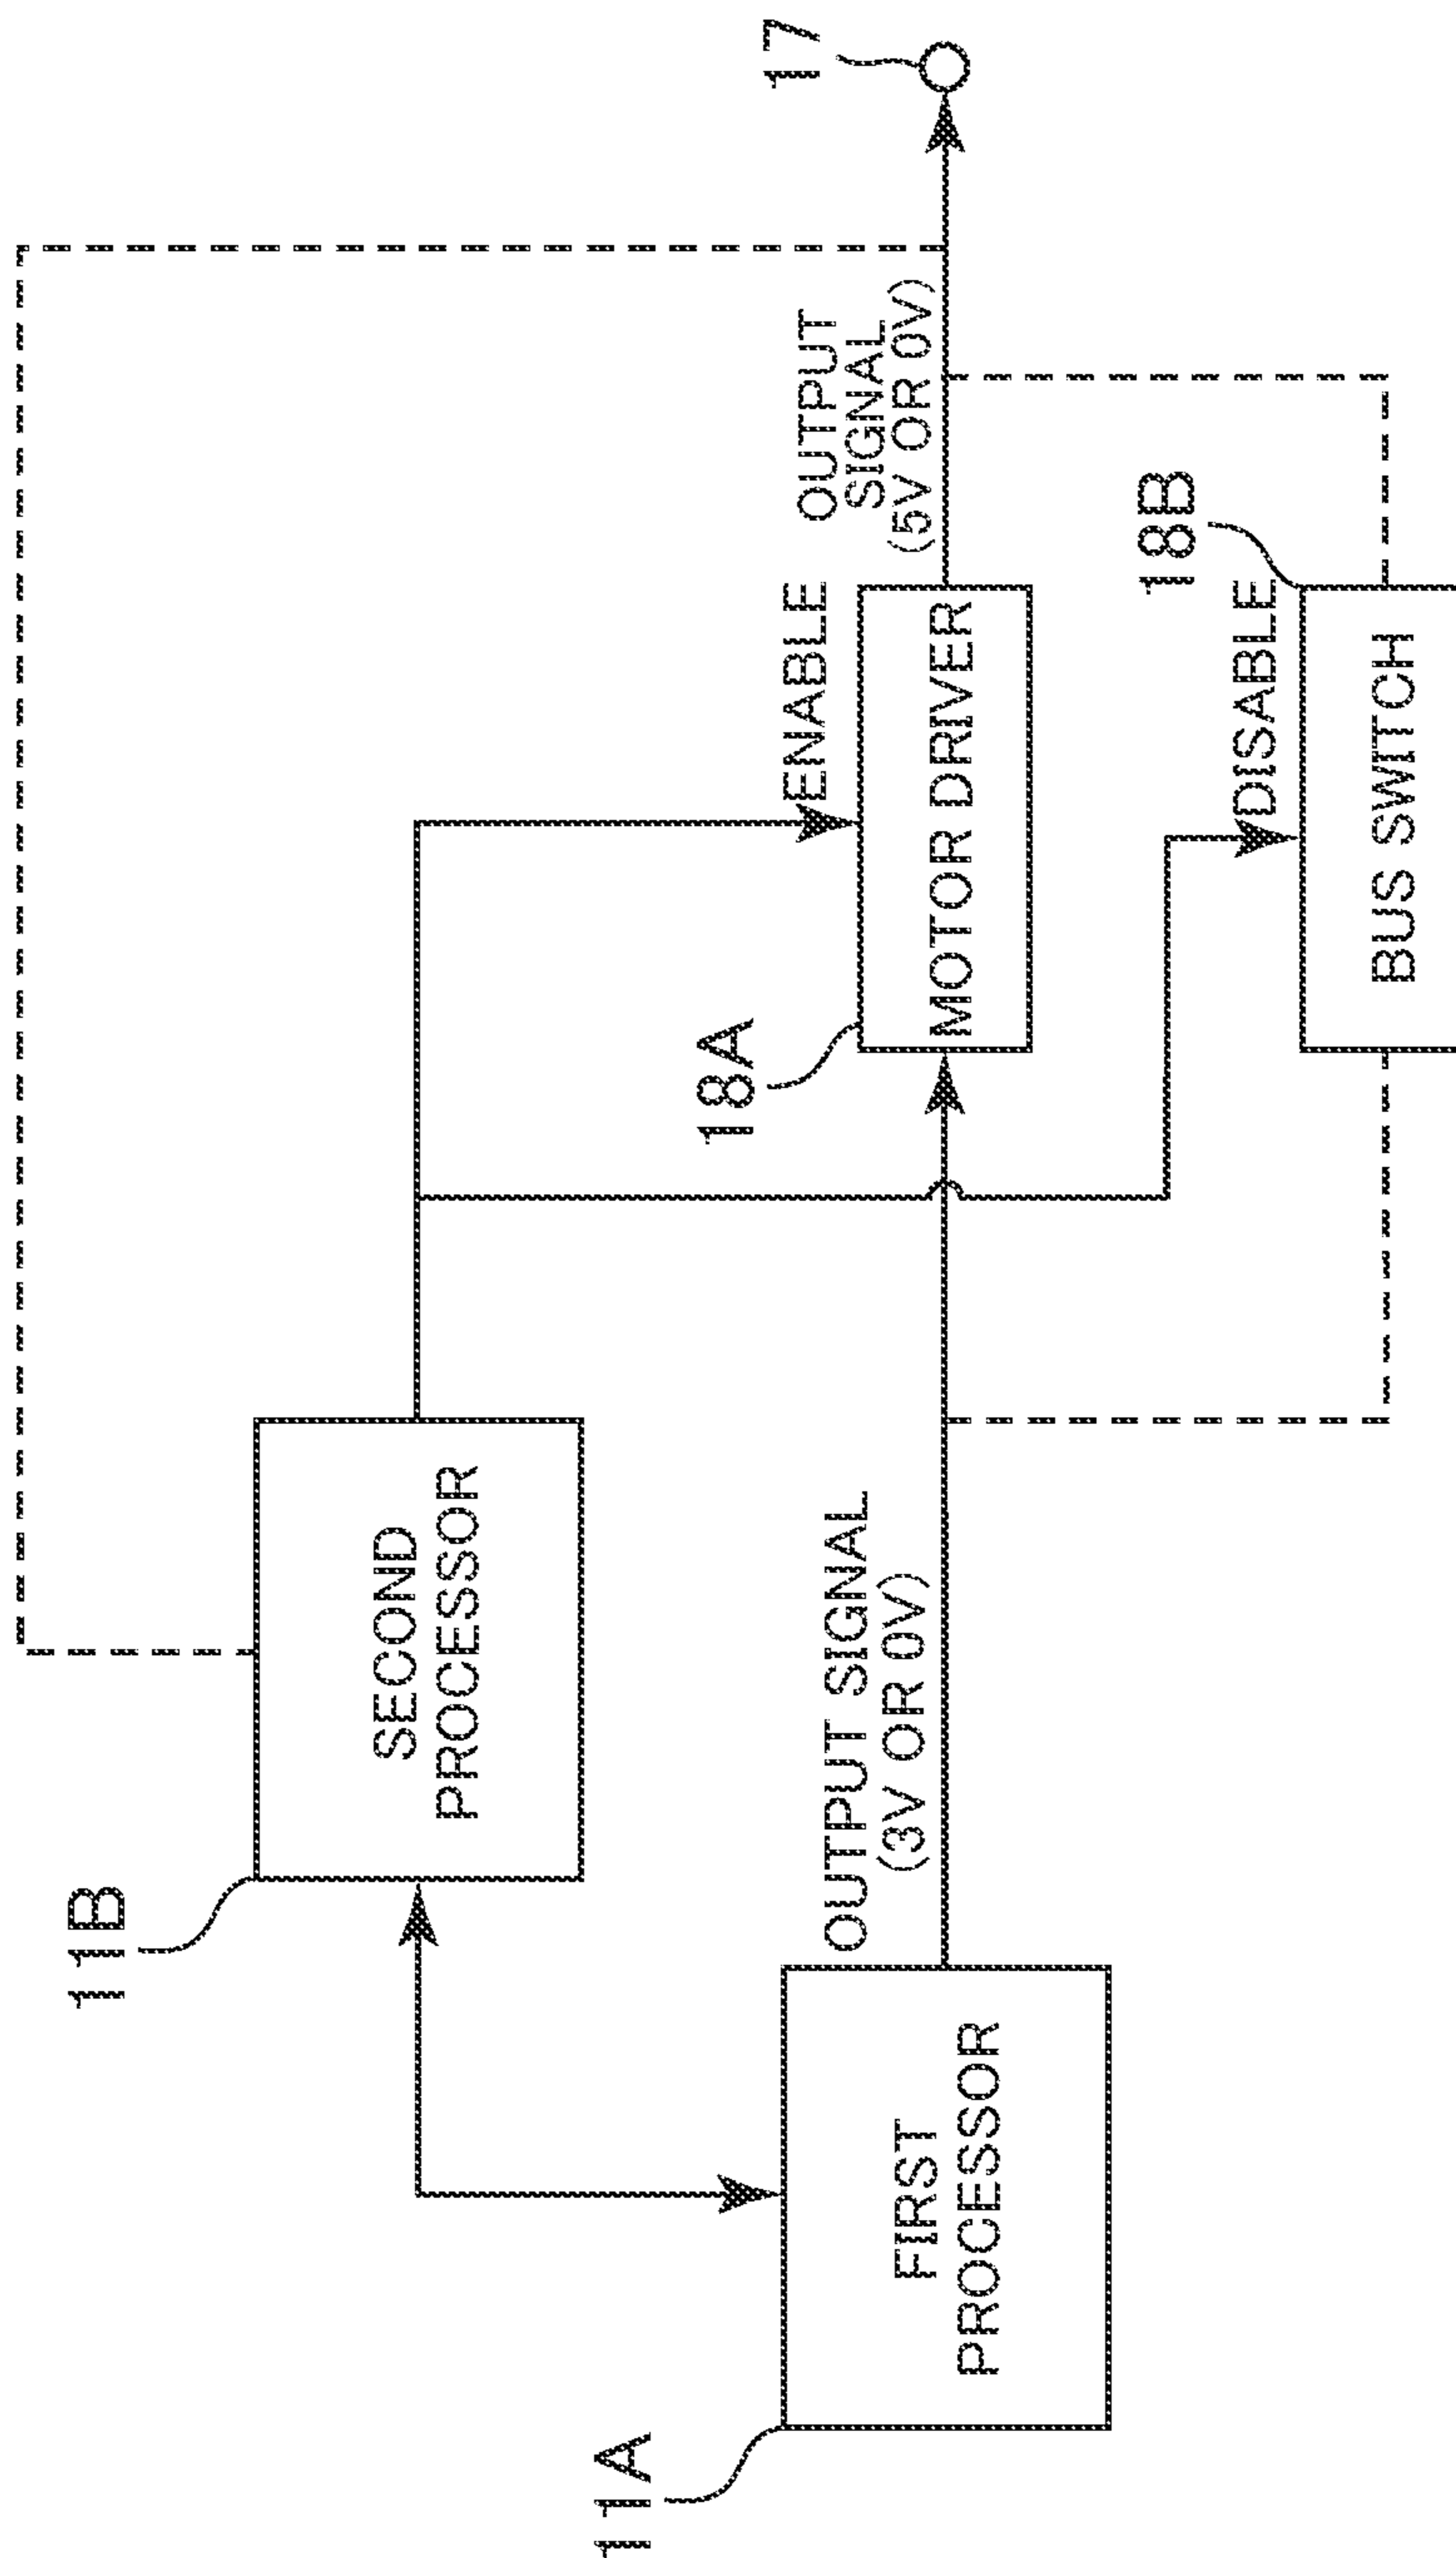 11B
SECOND
PROCESSOR
11A
FIRST
PROCESSOR
OUTPUT SIGNAL
(3V OR 0V)
18A
MOTOR DRIVER
ENABLE
OUTPUT
SIGNAL
(5V OR 0V)
17
DISABLE
18B
BUS SWITCH